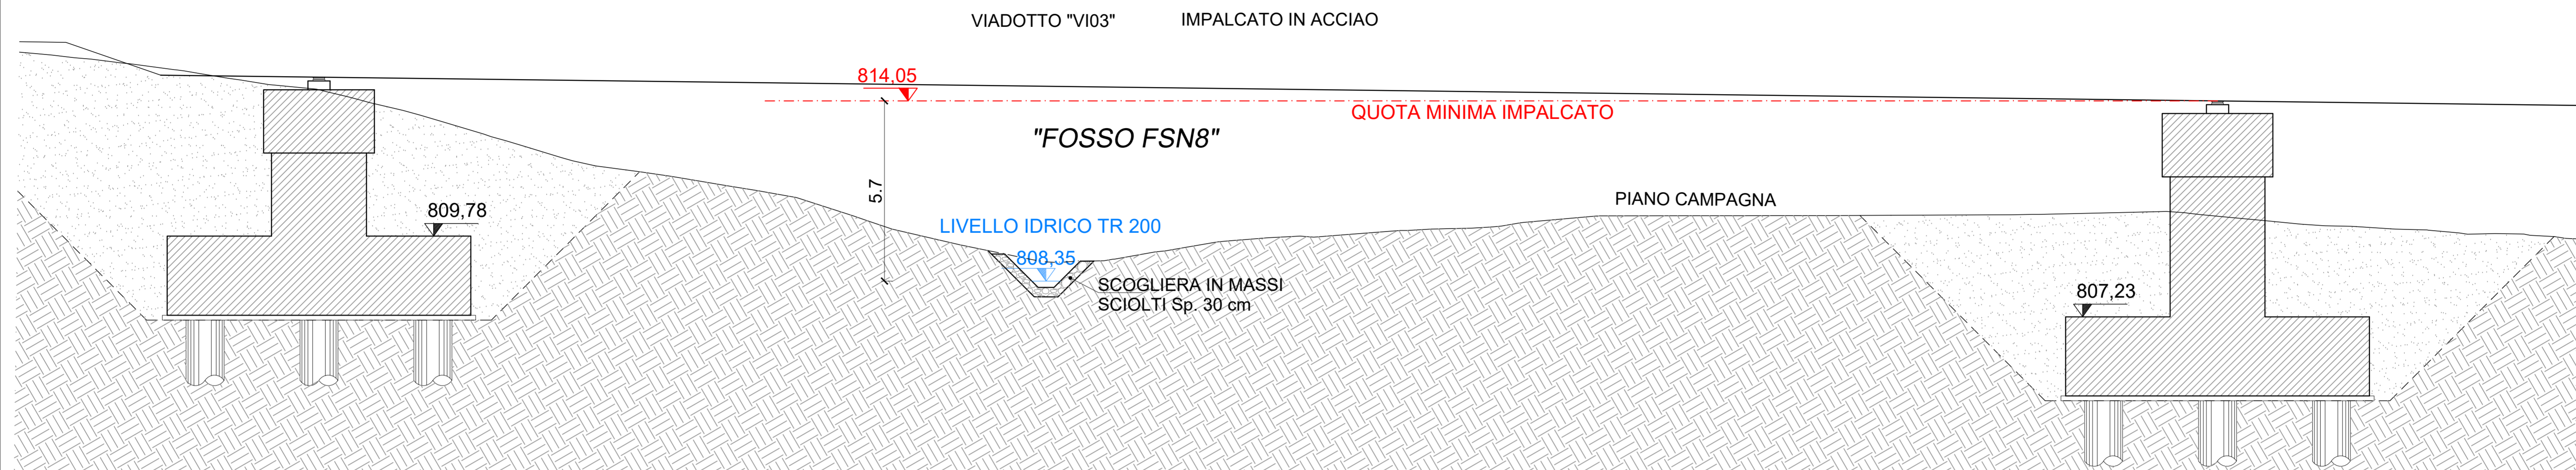 VIADOTTO "VI03"
IMPALCATO IN ACCIAO
814,05
QUOTA MINIMA IMPALCATO
"FOSSO FSN8"
5.7
PIANO CAMPAGNA
809,78
LIVELLO IDRICO TR 200
808,35
SCOGLIERA IN MASSI
SCIOLTI Sp. 30 cm
807,23